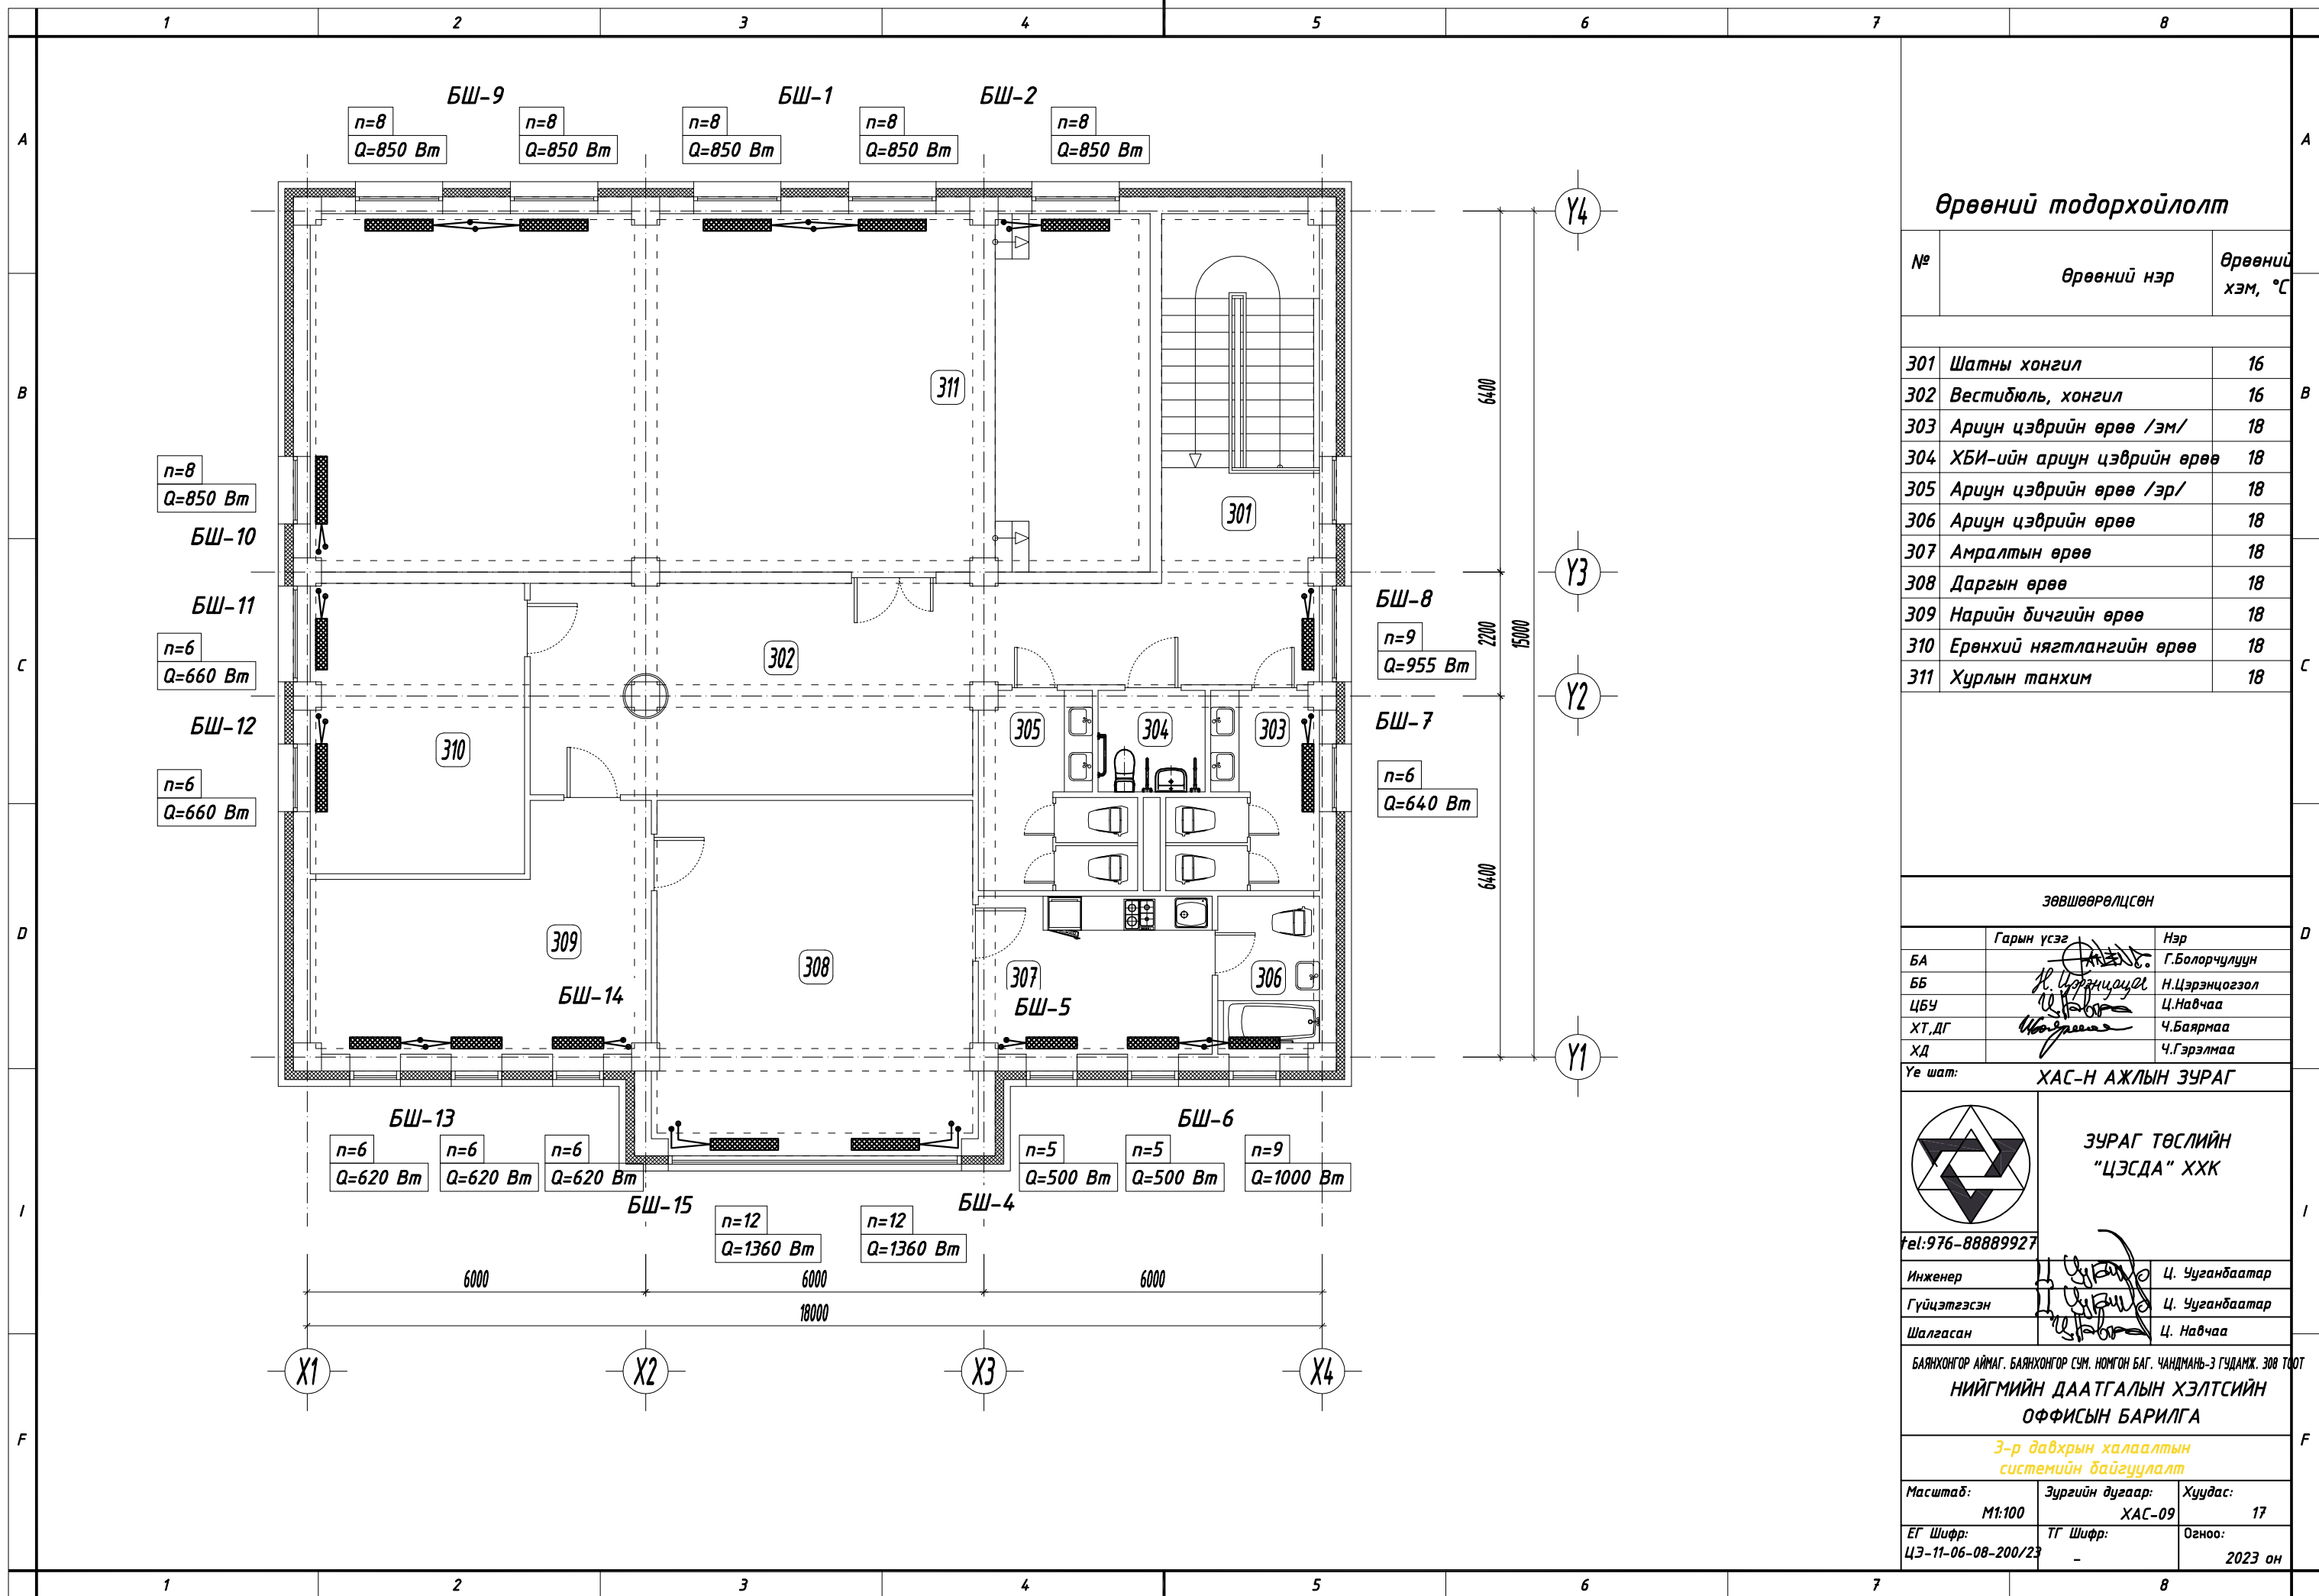 1 2 3 4 5 6 7 8
A
B
C
D
I
F
A
B
C
D
I
F
БШ-9 БШ-1 БШ-2
n=8 n=8 n=8 n=8 n=8
Q=850 Вт Q=850 Вт Q=850 Вт Q=850 Вт Q=850 Вт
Y4
311
6400
n=8
Q=850 Вт
БШ-10
301
Y3
БШ-11
n=6
Q=660 Вт
302
БШ-8
n=9
Q=955 Вт
2200
15000
Y2
БШ-12
n=6
Q=660 Вт
310
305
304
303
БШ-7
n=6
Q=640 Вт
6400
309
308
307
306
БШ-14
БШ-5
Y1
БШ-13
БШ-6
n=6 n=6 n=6
Q=620 Вт Q=620 Вт Q=620 Вт
n=5 n=5 n=9
Q=500 Вт Q=500 Вт Q=1000 Вт
БШ-15
БШ-4
n=12 n=12
Q=1360 Вт Q=1360 Вт
6000 6000 6000
18000
X1 X2 X3 X4
1 2 3 4 5 6 7 8
Өрөөний тодорхойлолт
№ Өрөөний нэр Өрөөний
хэм, °C
301 Шатны хонгил 16
302 Вестибюль, хонгил 16
303 Ариун цэврийн өрөө /эм/ 18
304 ХБИ-ийн ариун цэврийн өрөө 18
305 Ариун цэврийн өрөө /эр/ 18
306 Ариун цэврийн өрөө 18
307 Амралтын өрөө 18
308 Даргын өрөө 18
309 Нарийн бичгийн өрөө 18
310 Ерөнхий нягтлангийн өрөө 18
311 Хурлын танхим 18
ЗӨВШӨӨРӨЛЦСӨН
Гарын үсэг Нэр
БА Г.Болорчулуун
ББ Н.Цэрэнцогзол
ЦБУ Ц.Навчаа
ХТ,ДГ Ч.Баярмаа
ХД Ч.Гэрэлмаа
Үе шат: ХАС-Н АЖЛЫН ЗУРАГ
ЗУРАГ ТӨСЛИЙН
"ЦЭСДА" ХХК
tel:976-88889927
Инженер Ц. Ууганбаатар
Гүйцэтгэсэн Ц. Ууганбаатар
Шалгасан Ц. Навчаа
БАЯНХОНГОР АЙМАГ. БАЯНХОНГОР СУМ. НОМГОН БАГ. ЧАНДМАНЬ-3 ГУДАМЖ. 308 ТООТ
НИЙГМИЙН ДААТГАЛЫН ХЭЛТСИЙН
ОФФИСЫН БАРИЛГА
3-р давхрын халаалтын
системийн байгуулалт
Масштаб: Зургийн дугаар: Хуудас:
М1:100 ХАС-09 17
ЕГ Шифр: ТГ Шифр: Огноо:
ЦЭ-11-06-08-200/23 - 2023 он